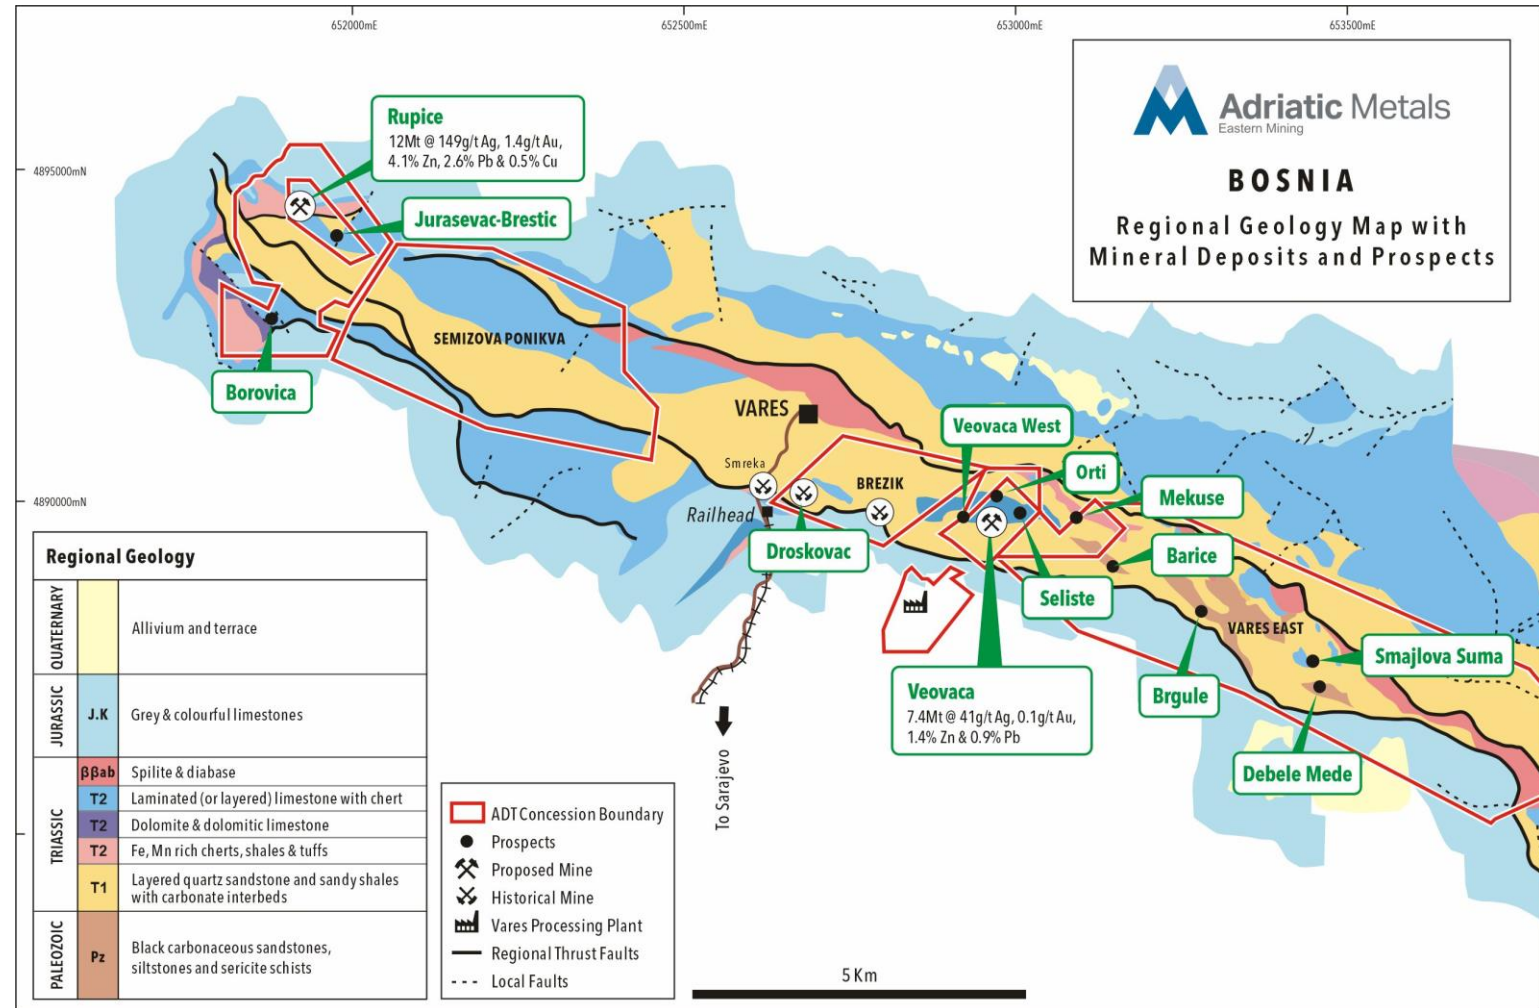 652000mE
652500mE
653000mE
653500mE
4895000mN
4890000mN
Adriatic Metals
Eastern Mining
BOSNIA
Regional Geology Map with
Mineral Deposits and Prospects
Rupice
12Mt @ 149g/t Ag, 1.4g/t Au,
4.1% Zn, 2.6% Pb & 0.5% Cu
Jurasevac-Brestic
SEMIZOVA PONIKVA
Borovica
VARES
Smreka
Railhead
BREZIK
Droskovac
Veovaca West
Orti
Mekuse
Barice
Seliste
VARES EAST
Smajlova Suma
Brgule
Debele Mede
Veovaca
7.4Mt @ 41g/t Ag, 0.1g/t Au,
1.4% Zn & 0.9% Pb
To Sarajevo
Regional Geology
QUATERNARY
Allivium and terrace
JURASSIC
J.K
Grey & colourful limestones
TRIASSIC
ββab
Spilite & diabase
T2
Laminated (or layered) limestone with chert
T2
Dolomite & dolomitic limestone
T2
Fe, Mn rich cherts, shales & tuffs
T1
Layered quartz sandstone and sandy shales
with carbonate interbeds
PALEOZOIC
Pz
Black carbonaceous sandstones,
siltstones and sericite schists
ADT Concession Boundary
Prospects
Proposed Mine
Historical Mine
Vares Processing Plant
Regional Thrust Faults
Local Faults
5 Km